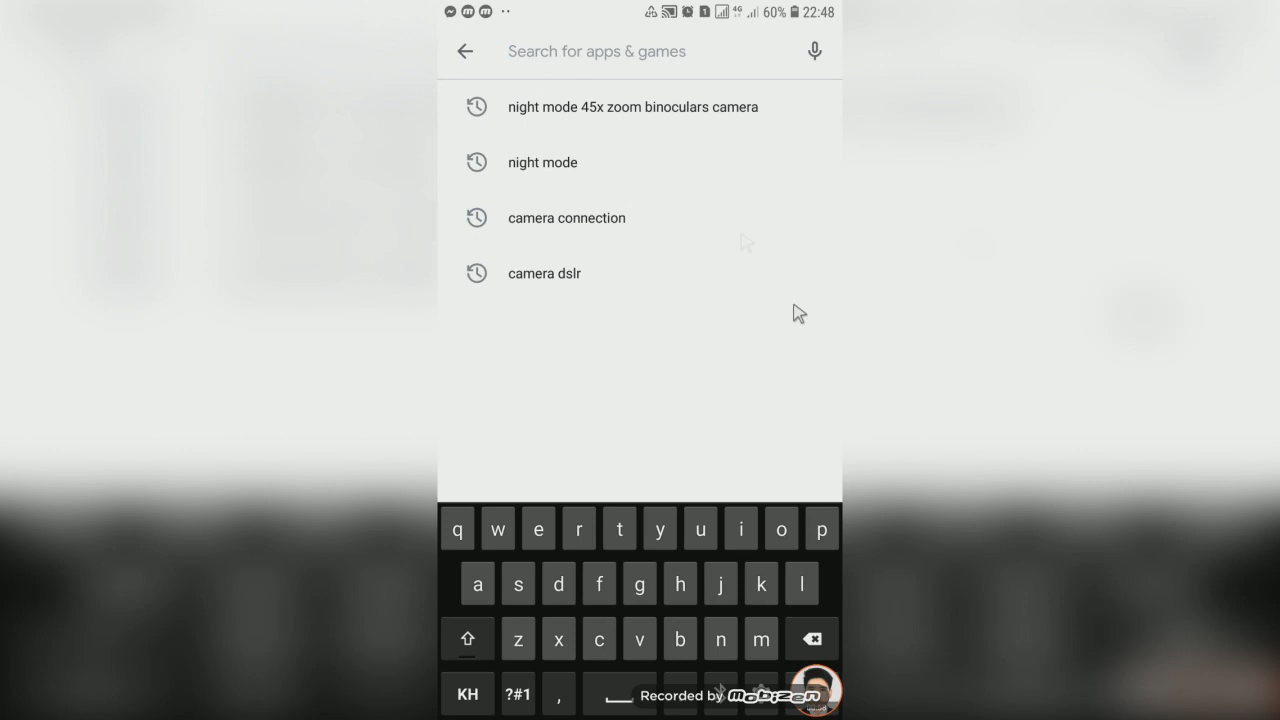 60% 22:48
Search for apps & games
night mode 45x zoom binoculars camera
night mode
camera connection
camera dslr
q w e r t y u i o p
a s d f g h j k l
z x c v b n m
KH ?#1 ,
Recorded by mobizen